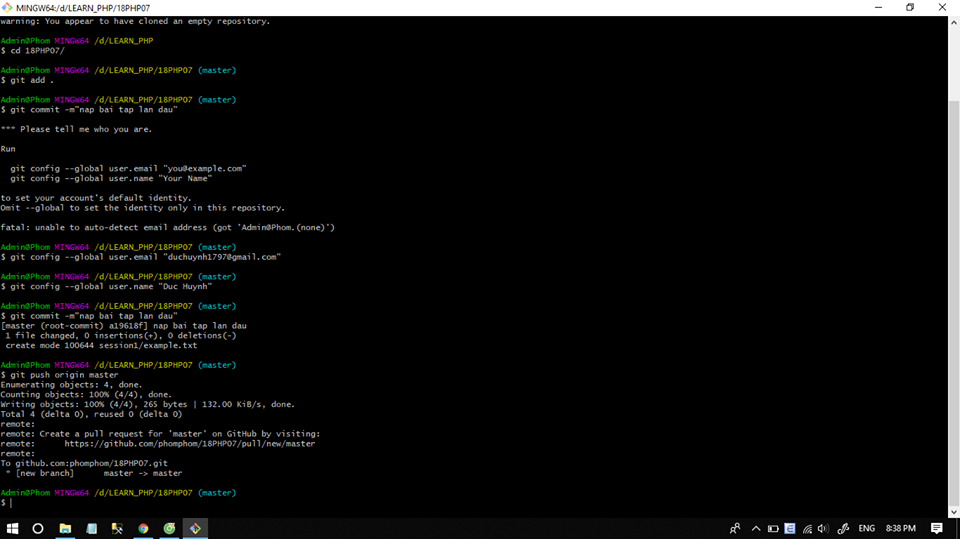 MINGW64:/d/LEARN_PHP/18PHP07
warning: You appear to have cloned an empty repository.
Admin@Phom MINGW64 /d/LEARN_PHP
$ cd 18PHP07/
Admin@Phom MINGW64 /d/LEARN_PHP/18PHP07 (master)
$ git add .
Admin@Phom MINGW64 /d/LEARN_PHP/18PHP07 (master)
$ git commit -m"nap bai tap lan dau"
*** Please tell me who you are.
Run
git config --global user.email "you@example.com"
git config --global user.name "Your Name"
to set your account's default identity.
Omit --global to set the identity only in this repository.
fatal: unable to auto-detect email address (got 'Admin@Phom.(none)')
Admin@Phom MINGW64 /d/LEARN_PHP/18PHP07 (master)
$ git config --global user.email "duchuynh1797@gmail.com"
Admin@Phom MINGW64 /d/LEARN_PHP/18PHP07 (master)
$ git config --global user.name "Duc Huynh"
Admin@Phom MINGW64 /d/LEARN_PHP/18PHP07 (master)
$ git commit -m"nap bai tap lan dau"
[master (root-commit) a19618f] nap bai tap lan dau
1 file changed, 0 insertions(+), 0 deletions(-)
create mode 100644 session1/example.txt
Admin@Phom MINGW64 /d/LEARN_PHP/18PHP07 (master)
$ git push origin master
Enumerating objects: 4, done.
Counting objects: 100% (4/4), done.
Writing objects: 100% (4/4), 265 bytes | 132.00 KiB/s, done.
Total 4 (delta 0), reused 0 (delta 0)
remote:
remote: Create a pull request for 'master' on GitHub by visiting:
remote: https://github.com/phomphom/18PHP07/pull/new/master
remote:
To github.com:phomphom/18PHP07.git
* [new branch] master -> master
Admin@Phom MINGW64 /d/LEARN_PHP/18PHP07 (master)
$
ENG 8:38 PM